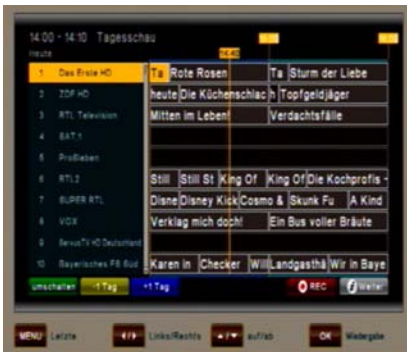 14:00 - 14:10 Tagesschau
Heute 14:40
1 Das Erste HD Ta Rote Rosen Ta Sturm der Liebe
2 ZDF HD heute Die Küchenschlac h Topfgeldjäger
3 RTL Television Mitten im Leben! Verdachtsfälle
4 SAT.1
5 ProSieben
6 RTL2 Still Still St King Of King Of Die Kochprofis -
7 SUPER RTL Disne Disney Kick Cosmo & Skunk Fu A Kind
8 VOX Verklag mich doch! Ein Bus voller Bräute
9 ServusTV HD Deutschland
10 Bayerisches FS Süd Karen in Checker Will Landgasthä Wir in Baye
umschalten -1 Tag +1 Tag REC Weiter
MENU Letzte Links/Rechts auf/ab OK Wiedergabe